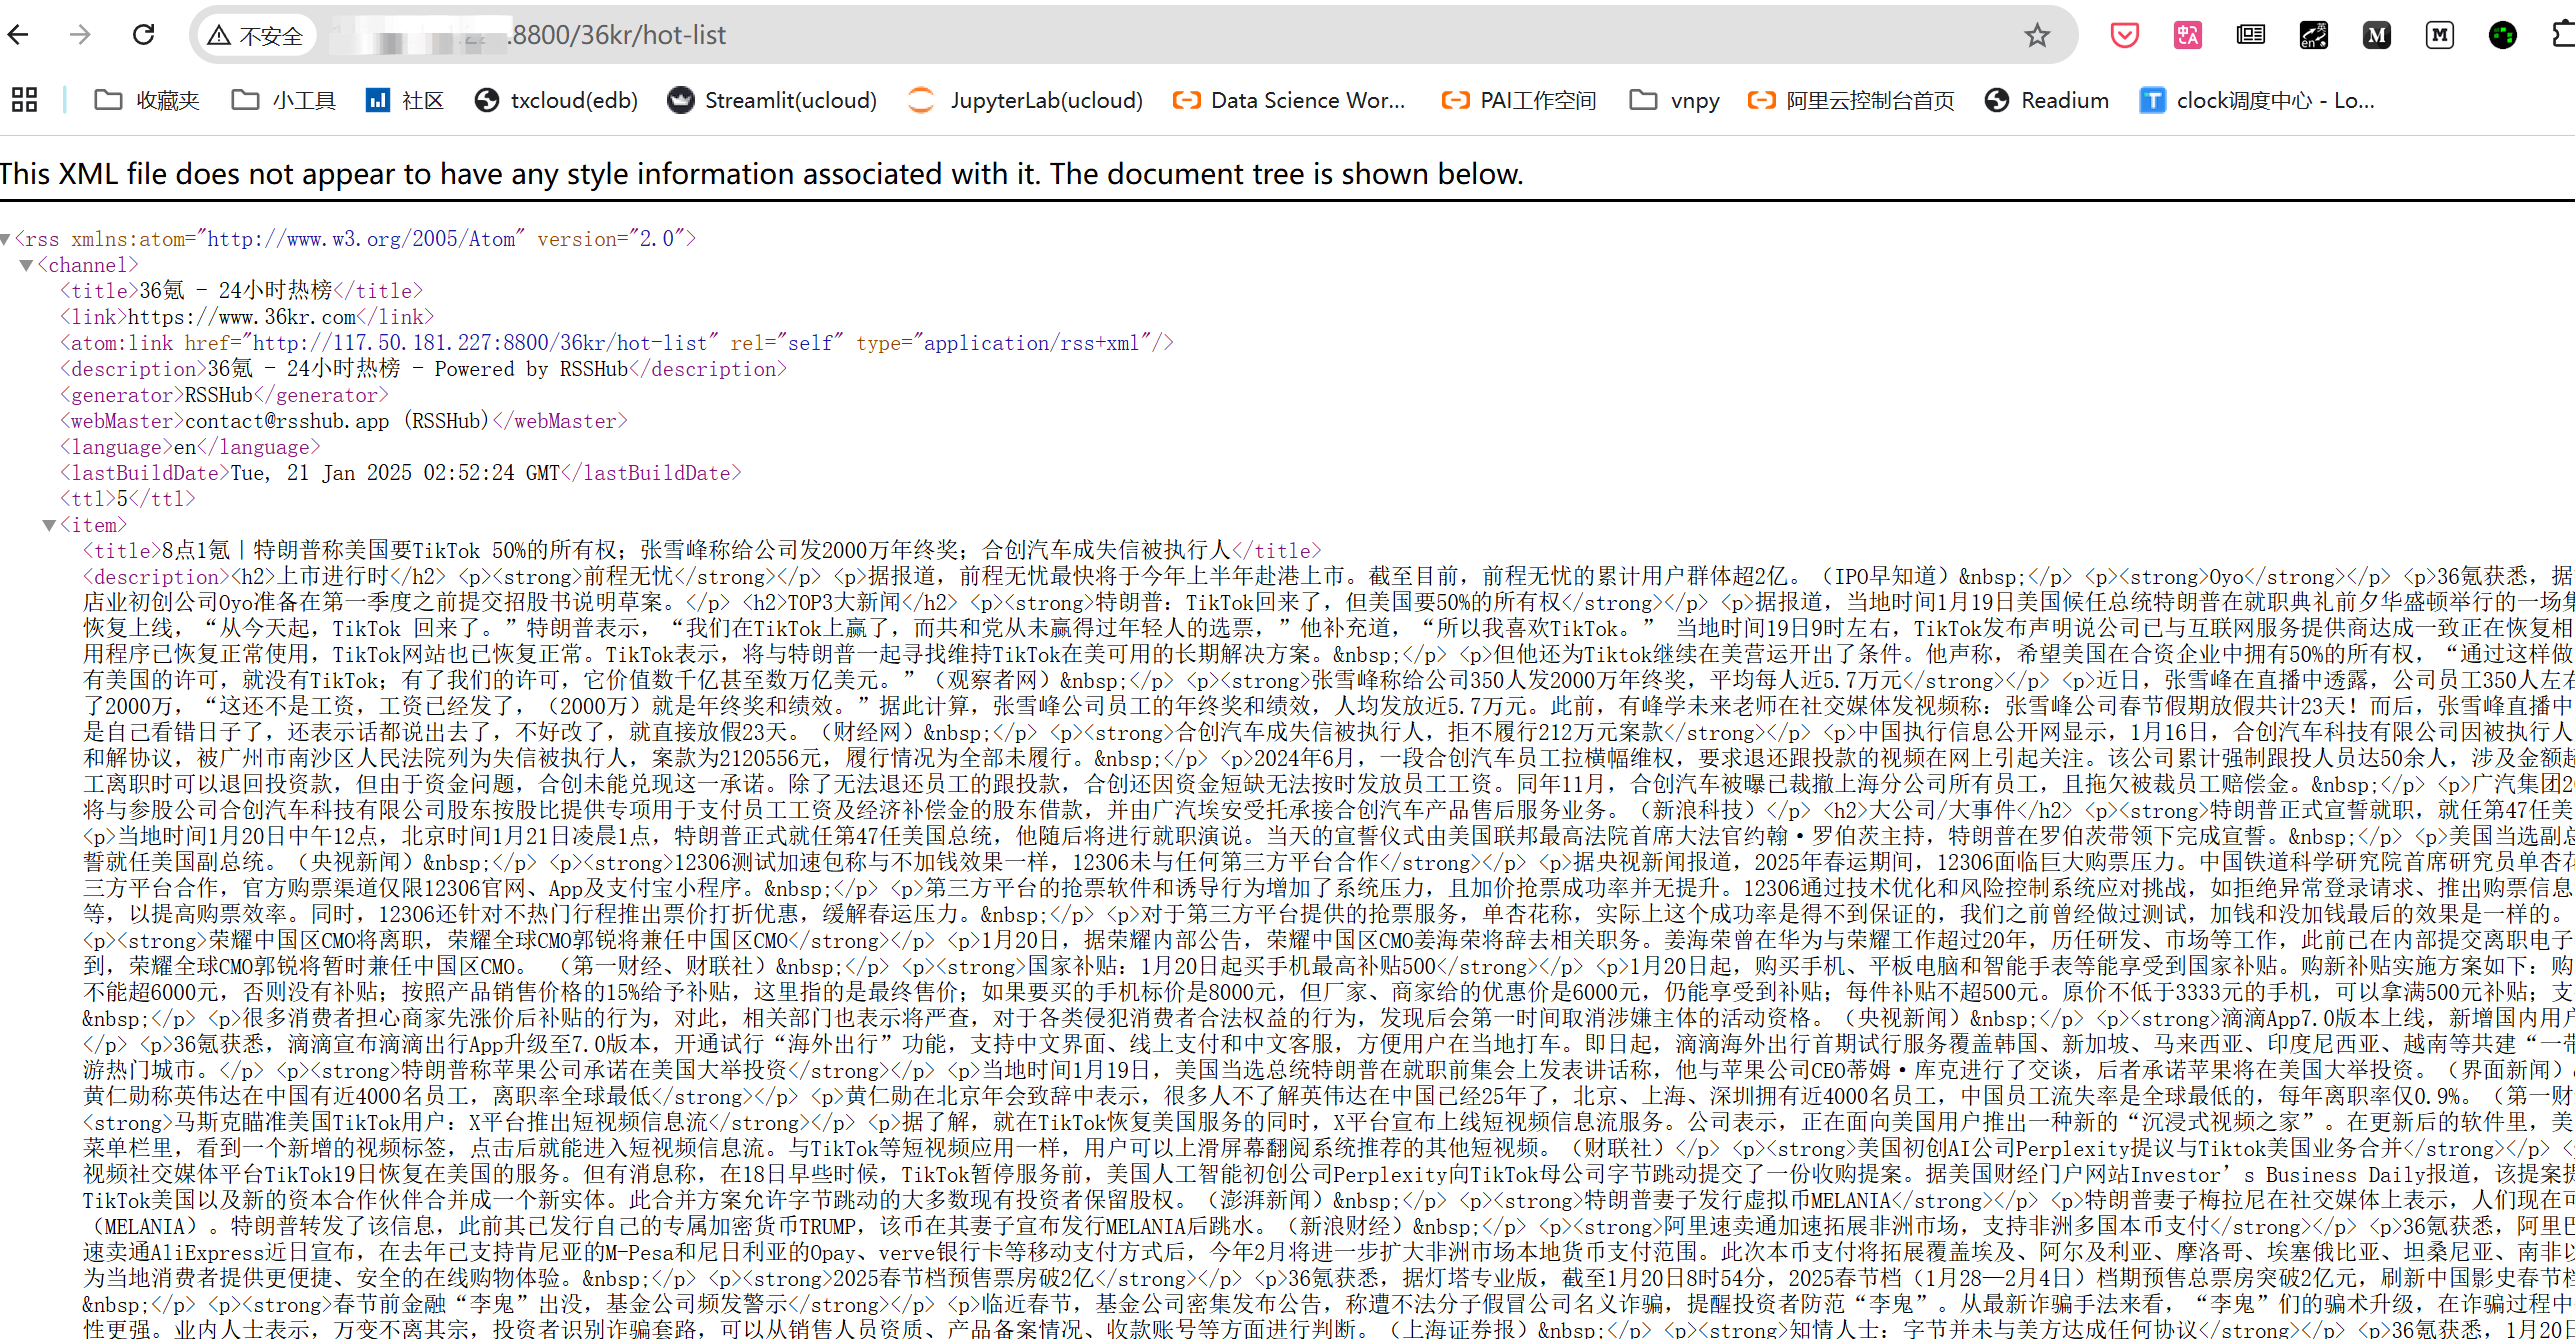 不安全 .8800/36kr/hot-list
收藏夹 小工具 社区 txcloud(edb) Streamlit(ucloud) JupyterLab(ucloud) Data Science Wor... PAI工作空间 vnpy 阿里云控制台首页 Readium clock调度中心 - Lo...
This XML file does not appear to have any style information associated with it. The document tree is shown below.
<rss xmlns:atom="http://www.w3.org/2005/Atom" version="2.0">
<channel>
<title>36氪 - 24小时热榜</title>
<link>https://www.36kr.com</link>
<atom:link href="http://117.50.181.227:8800/36kr/hot-list" rel="self" type="application/rss+xml"/>
<description>36氪 - 24小时热榜 - Powered by RSSHub</description>
<generator>RSSHub</generator>
<webMaster>contact@rsshub.app (RSSHub)</webMaster>
<language>en</language>
<lastBuildDate>Tue, 21 Jan 2025 02:52:24 GMT</lastBuildDate>
<ttl>5</ttl>
<item>
<title>8点1氪丨特朗普称美国要TikTok 50%的所有权；张雪峰称给公司发2000万年终奖；合创汽车成失信被执行人</title>
<description><h2>上市进行时</h2> <p><strong>前程无忧</strong></p> <p>据报道，前程无忧最快将于今年上半年赴港上市。截至目前，前程无忧的累计用户群体超2亿。（IPO早知道）&nbsp;</p> <p><strong>Oyo</strong></p> <p>36氪获悉，据
店业初创公司Oyo准备在第一季度之前提交招股书说明草案。</p> <h2>TOP3大新闻</h2> <p><strong>特朗普：TikTok回来了，但美国要50%的所有权</strong></p> <p>据报道，当地时间1月19日美国候任总统特朗普在就职典礼前夕华盛顿举行的一场集
恢复上线，“从今天起，TikTok 回来了。”特朗普表示，“我们在TikTok上赢了，而共和党从未赢得过年轻人的选票，”他补充道，“所以我喜欢TikTok。” 当地时间19日9时左右，TikTok发布声明说公司已与互联网服务提供商达成一致正在恢复相
用程序已恢复正常使用，TikTok网站也已恢复正常。TikTok表示，将与特朗普一起寻找维持TikTok在美可用的长期解决方案。&nbsp;</p> <p>但他还为Tiktok继续在美营运开出了条件。他声称，希望美国在合资企业中拥有50%的所有权，“通过这样做
有美国的许可，就没有TikTok；有了我们的许可，它价值数千亿甚至数万亿美元。”（观察者网）&nbsp;</p> <p><strong>张雪峰称给公司350人发2000万年终奖，平均每人近5.7万元</strong></p> <p>近日，张雪峰在直播中透露，公司员工350人左右
了2000万，“这还不是工资，工资已经发了，（2000万）就是年终奖和绩效。”据此计算，张雪峰公司员工的年终奖和绩效，人均发放近5.7万元。此前，有峰学未来老师在社交媒体发视频称：张雪峰公司春节假期放假共计23天！而后，张雪峰直播中
是自己看错日子了，还表示话都说出去了，不好改了，就直接放假23天。（财经网）&nbsp;</p> <p><strong>合创汽车成失信被执行人，拒不履行212万元案款</strong></p> <p>中国执行信息公开网显示，1月16日，合创汽车科技有限公司因被执行人
和解协议，被广州市南沙区人民法院列为失信被执行人，案款为2120556元，履行情况为全部未履行。&nbsp;</p> <p>2024年6月，一段合创汽车员工拉横幅维权，要求退还跟投款的视频在网上引起关注。该公司累计强制跟投人员达50余人，涉及金额超
工离职时可以退回投资款，但由于资金问题，合创未能兑现这一承诺。除了无法退还员工的跟投款，合创还因资金短缺无法按时发放员工工资。同年11月，合创汽车被曝已裁撤上海分公司所有员工，且拖欠被裁员工赔偿金。&nbsp;</p> <p>广汽集团20
将与参股公司合创汽车科技有限公司股东按股比提供专项用于支付员工工资及经济补偿金的股东借款，并由广汽埃安受托承接合创汽车产品售后服务业务。（新浪科技）</p> <h2>大公司/大事件</h2> <p><strong>特朗普正式宣誓就职，就任第47任美
<p>当地时间1月20日中午12点，北京时间1月21日凌晨1点，特朗普正式就任第47任美国总统，他随后将进行就职演说。当天的宣誓仪式由美国联邦最高法院首席大法官约翰·罗伯茨主持，特朗普在罗伯茨带领下完成宣誓。&nbsp;</p> <p>美国当选副总
誓就任美国副总统。（央视新闻）&nbsp;</p> <p><strong>12306测试加速包称与不加钱效果一样，12306未与任何第三方平台合作</strong></p> <p>据央视新闻报道，2025年春运期间，12306面临巨大购票压力。中国铁道科学研究院首席研究员单杏花
三方平台合作，官方购票渠道仅限12306官网、App及支付宝小程序。&nbsp;</p> <p>第三方平台的抢票软件和诱导行为增加了系统压力，且加价抢票成功率并无提升。12306通过技术优化和风险控制系统应对挑战，如拒绝异常登录请求、推出购票信息
等，以提高购票效率。同时，12306还针对不热门行程推出票价打折优惠，缓解春运压力。&nbsp;</p> <p>对于第三方平台提供的抢票服务，单杏花称，实际上这个成功率是得不到保证的，我们之前曾经做过测试，加钱和没加钱最后的效果是一样的。
<p><strong>荣耀中国区CMO将离职，荣耀全球CMO郭锐将兼任中国区CMO</strong></p> <p>1月20日，据荣耀内部公告，荣耀中国区CMO姜海荣将辞去相关职务。姜海荣曾在华为与荣耀工作超过20年，历任研发、市场等工作，此前已在内部提交离职电子
到，荣耀全球CMO郭锐将暂时兼任中国区CMO。 （第一财经、财联社）&nbsp;</p> <p><strong>国家补贴：1月20日起买手机最高补贴500</strong></p> <p>1月20日起，购买手机、平板电脑和智能手表等能享受到国家补贴。购新补贴实施方案如下：购
不能超6000元，否则没有补贴；按照产品销售价格的15%给予补贴，这里指的是最终售价；如果要买的手机标价是8000元，但厂家、商家给的优惠价是6000元，仍能享受到补贴；每件补贴不超500元。原价不低于3333元的手机，可以拿满500元补贴；支
&nbsp;</p> <p>很多消费者担心商家先涨价后补贴的行为，对此，相关部门也表示将严查，对于各类侵犯消费者合法权益的行为，发现后会第一时间取消涉嫌主体的活动资格。（央视新闻）&nbsp;</p> <p><strong>滴滴App7.0版本上线，新增国内用户
</p> <p>36氪获悉，滴滴宣布滴滴出行App升级至7.0版本，开通试行“海外出行”功能，支持中文界面、线上支付和中文客服，方便用户在当地打车。即日起，滴滴海外出行首期试行服务覆盖韩国、新加坡、马来西亚、印度尼西亚、越南等共建“一带
游热门城市。</p> <p><strong>特朗普称苹果公司承诺在美国大举投资</strong></p> <p>当地时间1月19日，美国当选总统特朗普在就职前集会上发表讲话称，他与苹果公司CEO蒂姆·库克进行了交谈，后者承诺苹果将在美国大举投资。（界面新闻）&
黄仁勋称英伟达在中国有近4000名员工，离职率全球最低</strong></p> <p>黄仁勋在北京年会致辞中表示，很多人不了解英伟达在中国已经25年了，北京、上海、深圳拥有近4000名员工，中国员工流失率是全球最低的，每年离职率仅0.9%。（第一财
<strong>马斯克瞄准美国TikTok用户：X平台推出短视频信息流</strong></p> <p>据了解，就在TikTok恢复美国服务的同时，X平台宣布上线短视频信息流服务。公司表示，正在面向美国用户推出一种新的“沉浸式视频之家”。在更新后的软件里，美
菜单栏里，看到一个新增的视频标签，点击后就能进入短视频信息流。与TikTok等短视频应用一样，用户可以上滑屏幕翻阅系统推荐的其他短视频。（财联社）</p> <p><strong>美国初创AI公司Perplexity提议与Tiktok美国业务合并</strong></p> <p
视频社交媒体平台TikTok19日恢复在美国的服务。但有消息称，在18日早些时候，TikTok暂停服务前，美国人工智能初创公司Perplexity向TikTok母公司字节跳动提交了一份收购提案。据美国财经门户网站Investor’s Business Daily报道，该提案提
TikTok美国以及新的资本合作伙伴合并成一个新实体。此合并方案允许字节跳动的大多数现有投资者保留股权。（澎湃新闻）&nbsp;</p> <p><strong>特朗普妻子发行虚拟币MELANIA</strong></p> <p>特朗普妻子梅拉尼在社交媒体上表示，人们现在可
（MELANIA）。特朗普转发了该信息，此前其已发行自己的专属加密货币TRUMP，该币在其妻子宣布发行MELANIA后跳水。（新浪财经）&nbsp;</p> <p><strong>阿里速卖通加速拓展非洲市场，支持非洲多国本币支付</strong></p> <p>36氪获悉，阿里巴
速卖通AliExpress近日宣布，在去年已支持肯尼亚的M-Pesa和尼日利亚的Opay、verve银行卡等移动支付方式后，今年2月将进一步扩大非洲市场本地货币支付范围。此次本币支付将拓展覆盖埃及、阿尔及利亚、摩洛哥、埃塞俄比亚、坦桑尼亚、南非以
为当地消费者提供更便捷、安全的在线购物体验。&nbsp;</p> <p><strong>2025春节档预售票房破2亿</strong></p> <p>36氪获悉，据灯塔专业版，截至1月20日8时54分，2025春节档（1月28—2月4日）档期预售总票房突破2亿元，刷新中国影史春节档
&nbsp;</p> <p><strong>春节前金融“李鬼”出没，基金公司频发警示</strong></p> <p>临近春节，基金公司密集发布公告，称遭不法分子假冒公司名义诈骗，提醒投资者防范“李鬼”。从最新诈骗手法来看，“李鬼”们的骗术升级，在诈骗过程中
性更强。业内人士表示，万变不离其宗，投资者识别诈骗套路，可以从销售人员资质、产品备案情况、收款账号等方面进行判断。（上海证券报）&nbsp;</p> <p><strong>知情人士：字节并未与美方达成任何协议</strong></p> <p>36氪获悉，1月20日